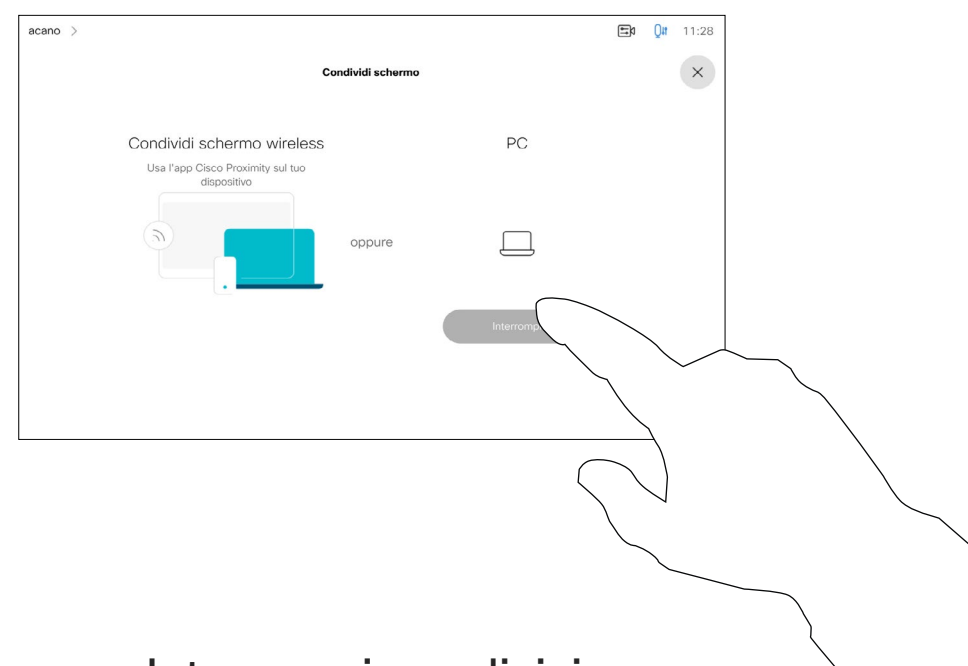 acano
11:28
Condividi schermo
Condividi schermo wireless
PC
Usa l'app Cisco Proximity sul tuo
dispositivo
oppure